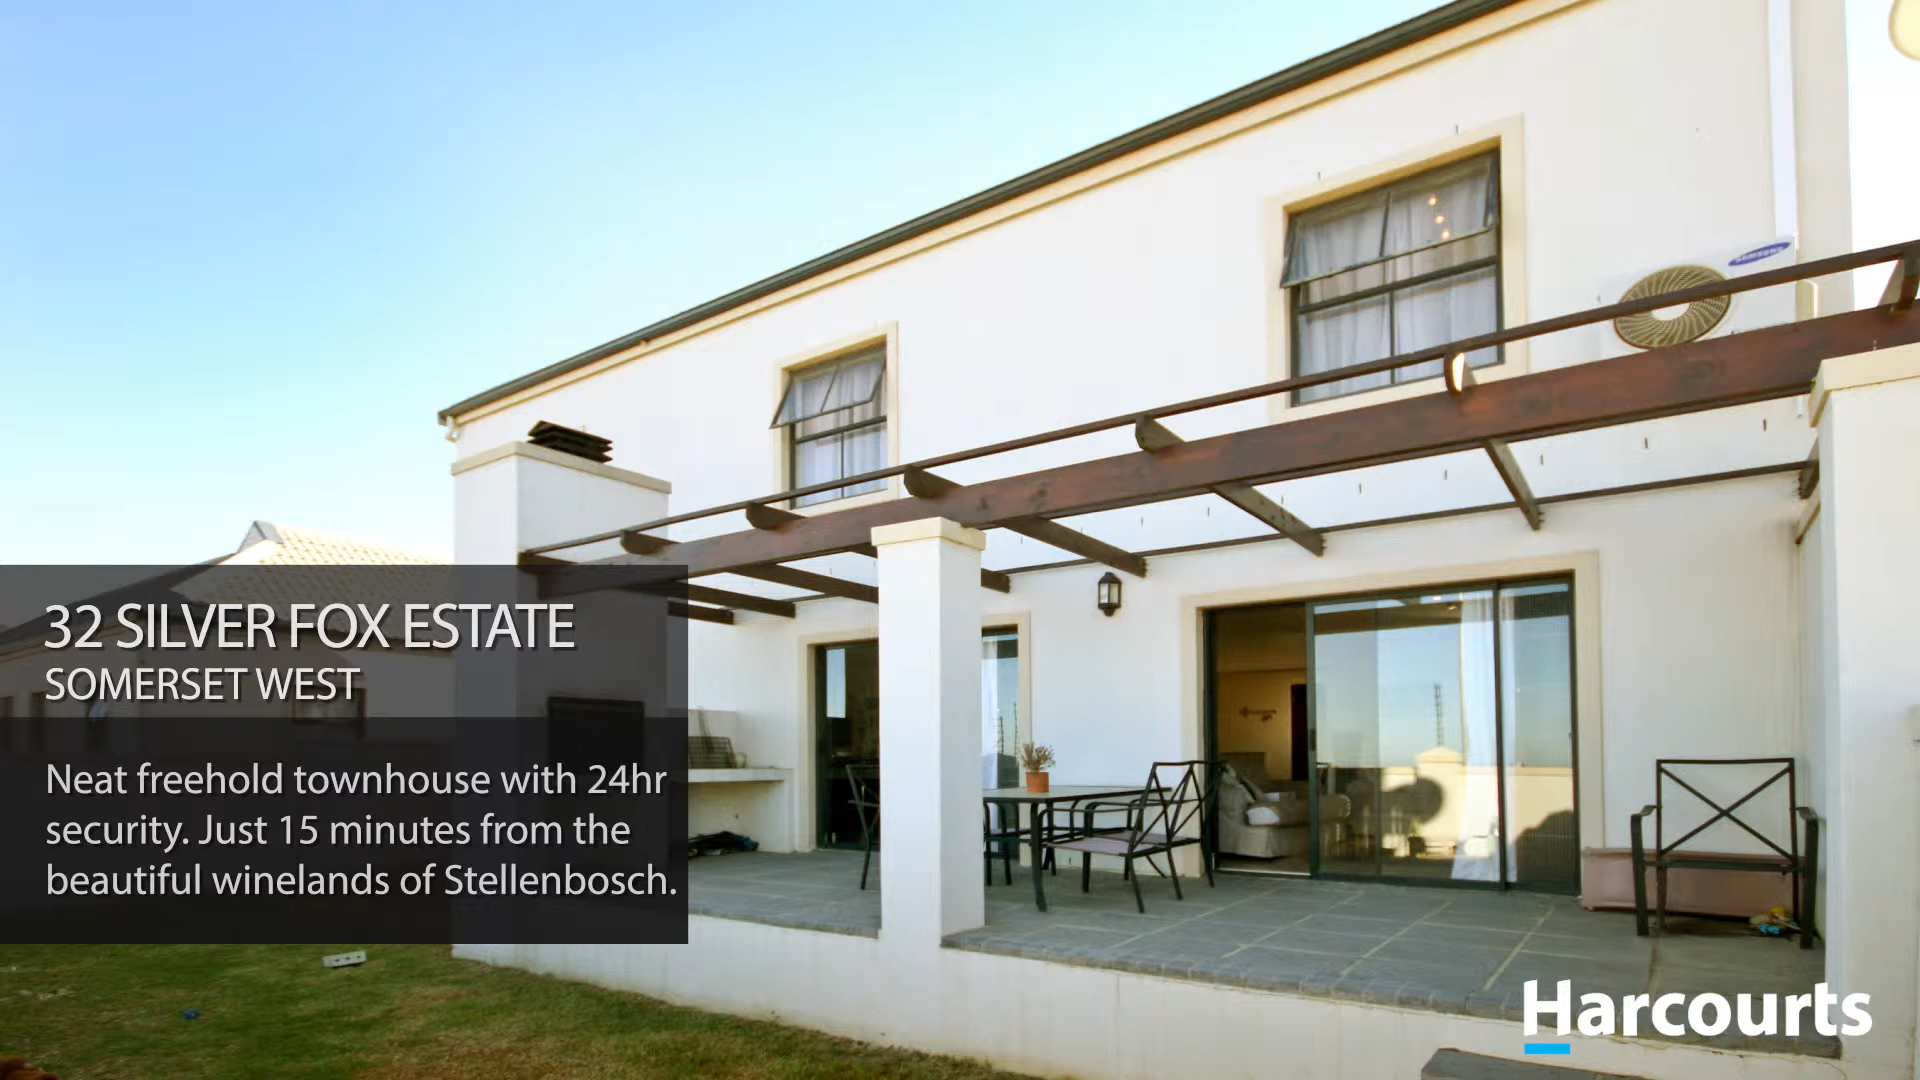 32 SILVER FOX ESTATE
SOMERSET WEST
Neat freehold townhouse with 24hr
security. Just 15 minutes from the
beautiful winelands of Stellenbosch.
SAMSUNG
Harcourts